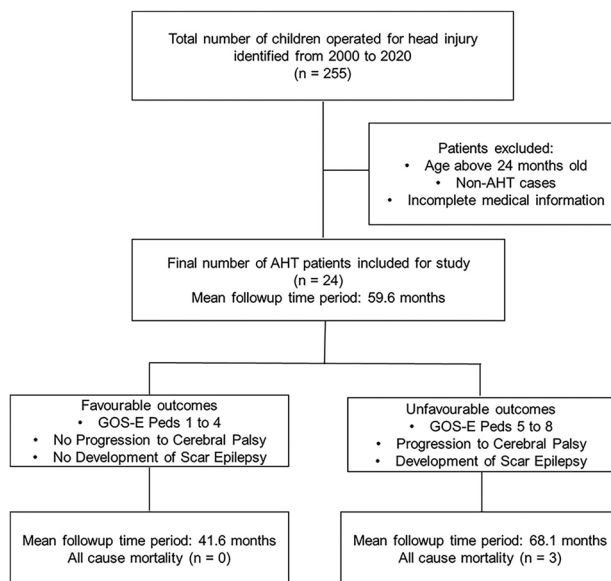 Total number of children operated for head injury
identified from 2000 to 2020
(n = 255)
Patients excluded:
• Age above 24 months old
• Non-AHT cases
• Incomplete medical information
Final number of AHT patients included for study
(n = 24)
Mean followup time period: 59.6 months
Favourable outcomes
• GOS-E Peds 1 to 4
• No Progression to Cerebral Palsy
• No Development of Scar Epilepsy
Unfavourable outcomes
• GOS-E Peds 5 to 8
• Progression to Cerebral Palsy
• Development of Scar Epilepsy
Mean followup time period: 41.6 months
All cause mortality (n = 0)
Mean followup time period: 68.1 months
All cause mortality (n = 3)